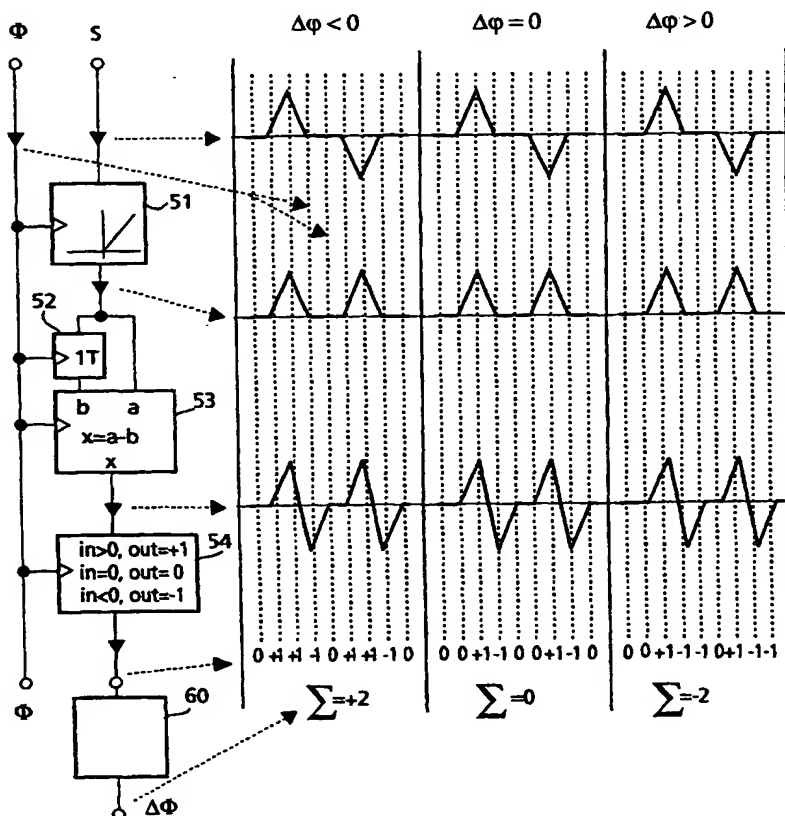 Φ S Δφ<0 Δφ=0 Δφ>0
51
52
1T
b a 53
x=a-b
x
in>0, out=+1 54
in=0, out= 0
in<0, out=-1
0 +1 +1 -1 0 +1 +1 -1 0 0 0 +1 -1 0 0 +1 -1 0 0 0 +1 -1 -1 0 +1 -1 -1
Φ 60 ∑=+2 ∑=0 ∑=-2
ΔΦ